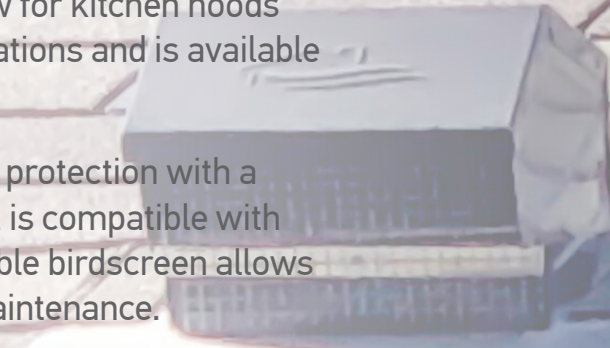 for kitchen hoods
ations and is available
protection with a
is compatible with
ble birdscreen allows
aintenance.